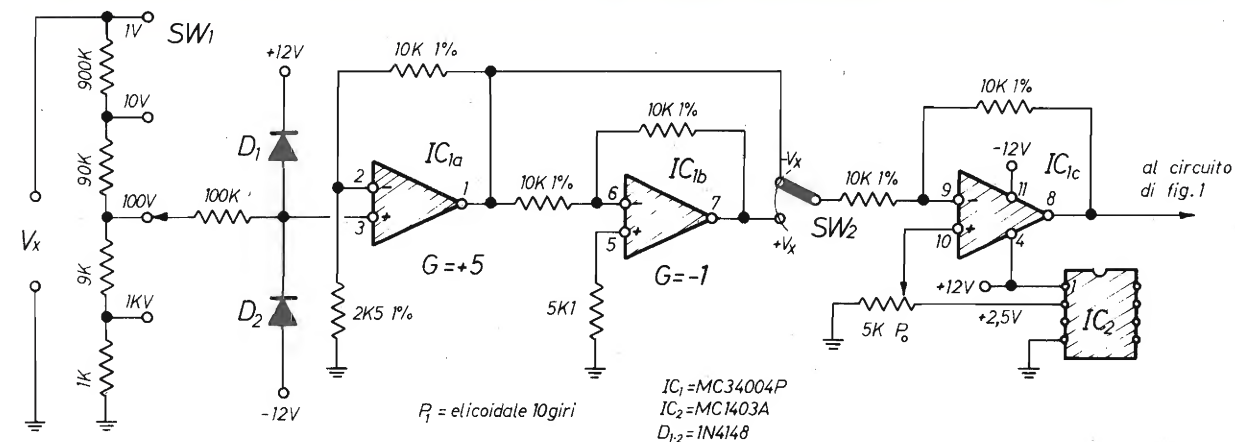 1V
SW1
900K
10V
90K
100V
9K
1KV
1K
Vx
100K
+12V
D1
D2
-12V
10K 1%
2
3
1
IC1a
G=+5
2K5 1%
10K 1%
10K 1%
6
5
7
IC1b
G=-1
5K1
-Vx
+Vx
SW2
10K 1%
10K 1%
-12V
11
9
10
8
4
IC1c
al circuito
di fig.1
+12V
+2,5V
1
IC2
5K Po
P1 = elicoidale 10giri
IC1=MC34004P
IC2=MC1403A
D1-2=1N4148